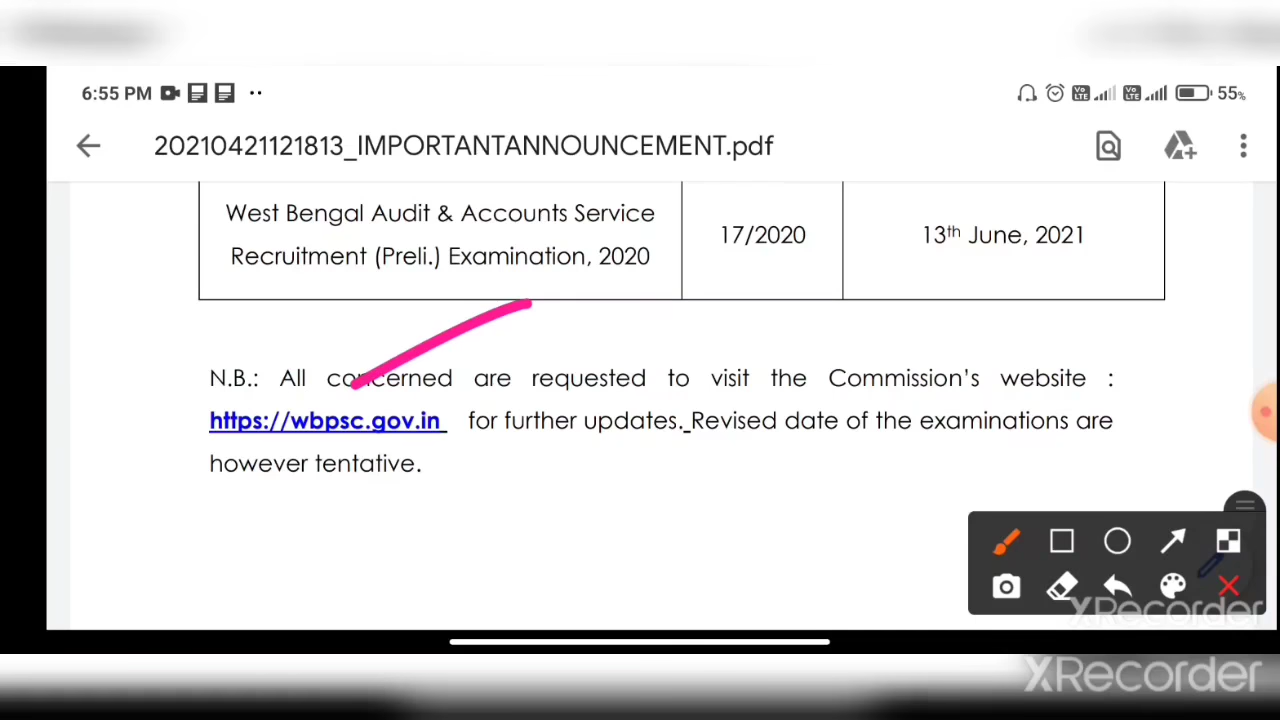 6:55 PM
55%
20210421121813_IMPORTANTANNOUNCEMENT.pdf
West Bengal Audit & Accounts Service
Recruitment (Preli.) Examination, 2020
17/2020
13th June, 2021
N.B.: All concerned are requested to visit the Commission's website :
https://wbpsc.gov.in for further updates. Revised date of the examinations are
however tentative.
XRecorder
XRecorder